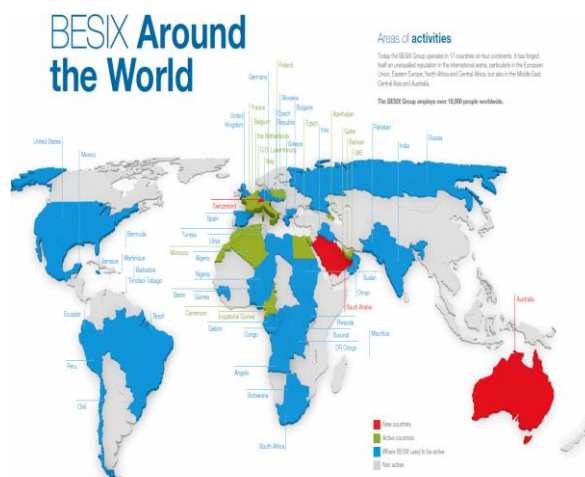 BESIX Around
the World
Areas of activities
Today the BESIX Group operates in 17 countries on four continents. It has forged
itself an unequalled reputation in the international arena, particularly in the European
Union, Eastern Europe, North Africa and Central Africa, but also in the Middle East,
Central Asia and Australia.
The BESIX Group employs over 18,000 people worldwide.
Finland
Germany
Slovakia
France
Czech
Republic
Bulgaria
Azerbaijan
United
Kingdom
Belgium
Egypt
Qatar
Pakistan
the Netherlands
Greece
Bahrain
Russia
G.D. Luxembourg
UAE
India
United States
Mexico
Switzerland
Spain
Tunisia
Libya
Bermuda
Morocco
Jamaica
Martinique
Algeria
Barbados
Nigeria
Trinidad-Tobago
Sudan
Oman
Benin
Guinea
Saudi Arabia
Australia
Ecuador
Brazil
Cameroon
Equatorial Guinea
Rwanda
Gabon
Congo
Burundi
Mauritius
DR Congo
Peru
Angola
Chili
Botswana
South Africa
New countries
Active countries
Where BESIX used to be active
Non active